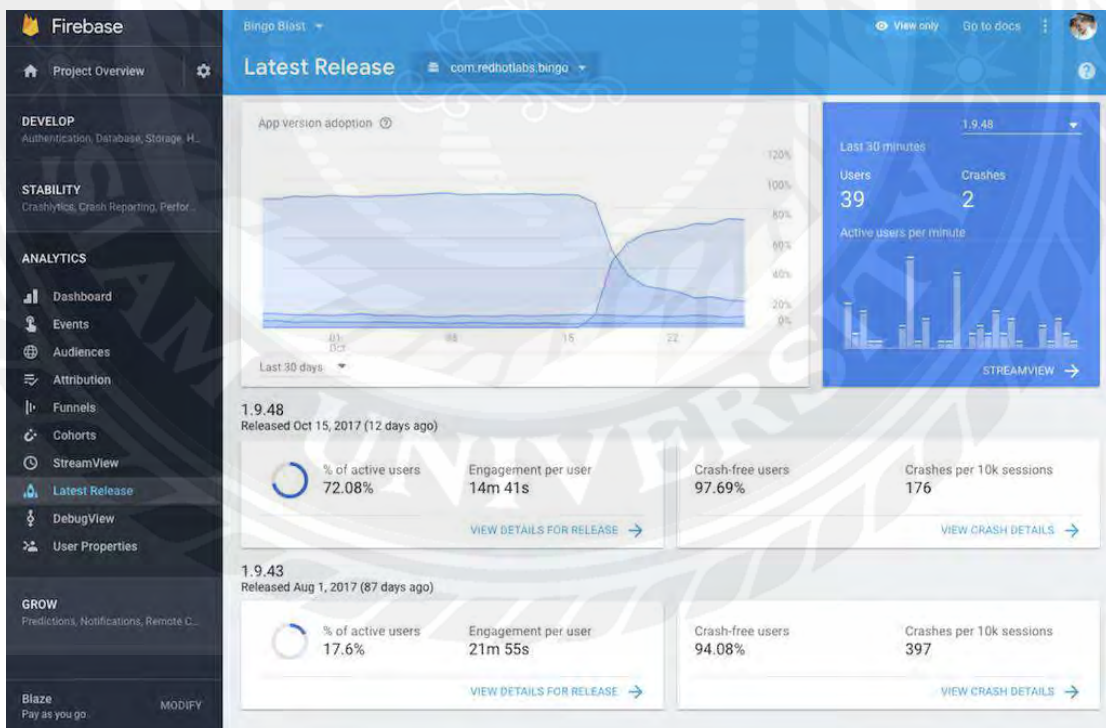 Firebase
Bingo Blast
View only
Go to docs
Project Overview
Latest Release
com.redhotlabs.bingo
DEVELOP
Authentication, Database, Storage, H...
STABILITY
Crashlytics, Crash Reporting, Perfor...
ANALYTICS
Dashboard
Events
Audiences
Attribution
Funnels
Cohorts
StreamView
Latest Release
DebugView
User Properties
GROW
Predictions, Notifications, Remote C...
Blaze
Pay as you go
MODIFY
App version adoption
120%
100%
80%
60%
40%
20%
0%
01
Oct
08
15
22
Last 30 days
1.9.48
Last 30 minutes
Users
Crashes
39
2
Active users per minute
STREAMVIEW
1.9.48
Released Oct 15, 2017 (12 days ago)
% of active users
72.08%
Engagement per user
14m 41s
VIEW DETAILS FOR RELEASE
Crash-free users
97.69%
Crashes per 10k sessions
176
VIEW CRASH DETAILS
1.9.43
Released Aug 1, 2017 (87 days ago)
% of active users
17.6%
Engagement per user
21m 55s
VIEW DETAILS FOR RELEASE
Crash-free users
94.08%
Crashes per 10k sessions
397
VIEW CRASH DETAILS
SIAM UNIVERSITY